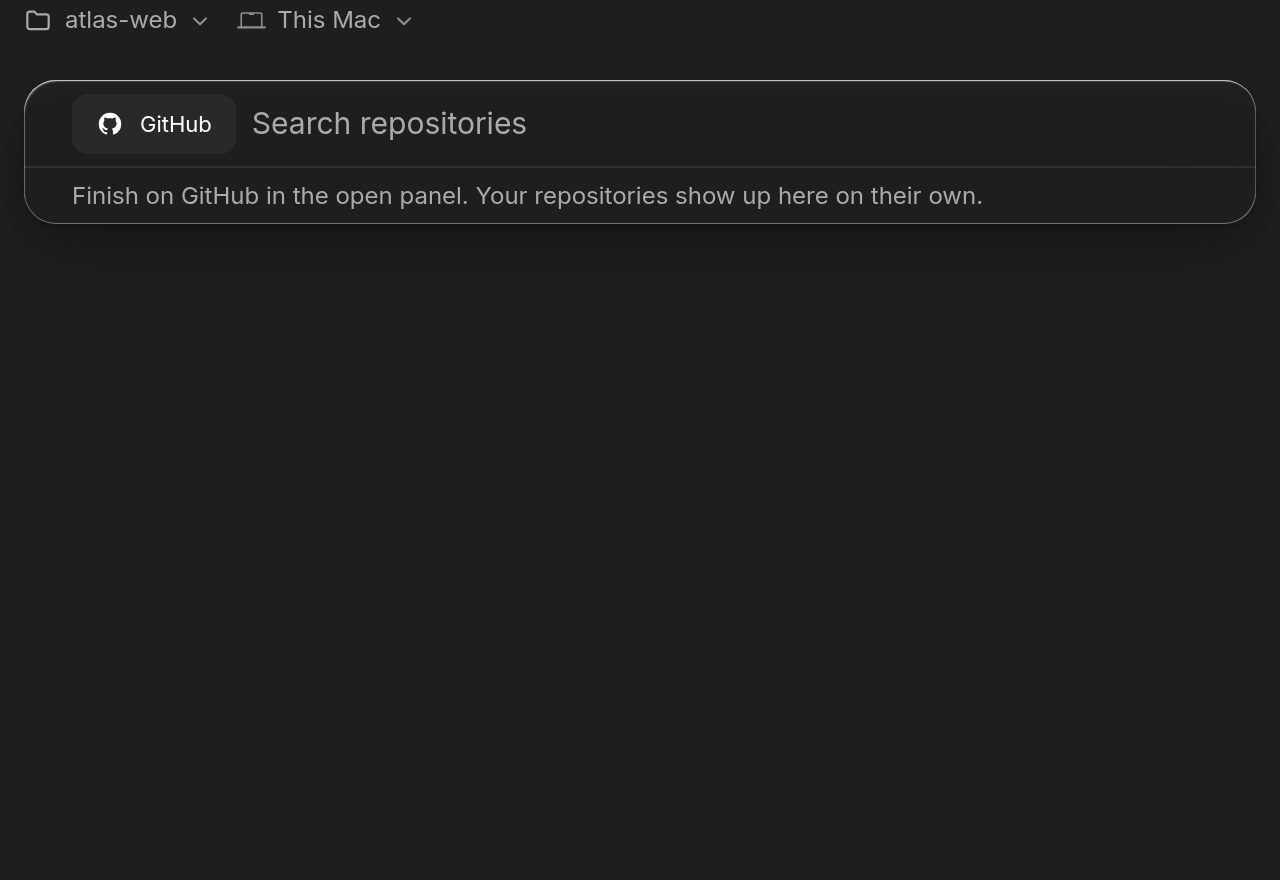 atlas-web
This Mac
GitHub
Search repositories
Finish on GitHub in the open panel. Your repositories show up here on their own.